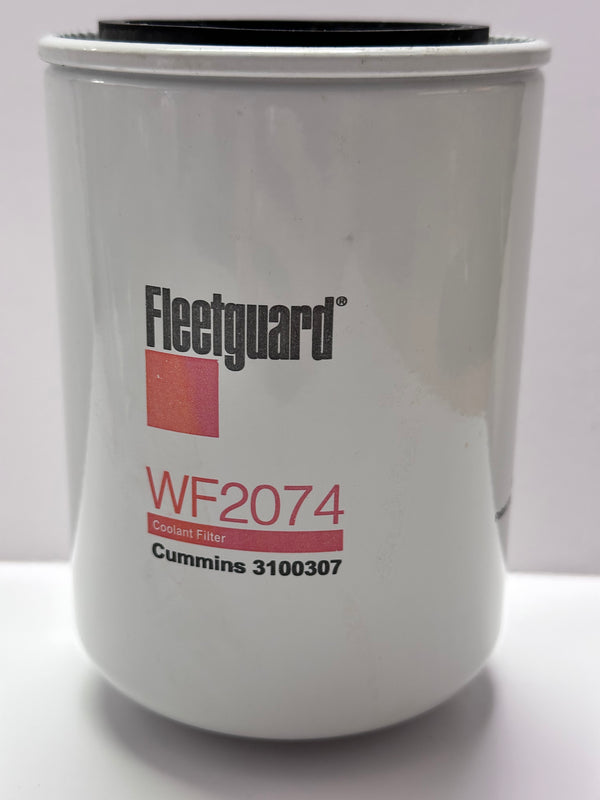 Fleetguard®
WF2074
Coolant Filter
Cummins 3100307